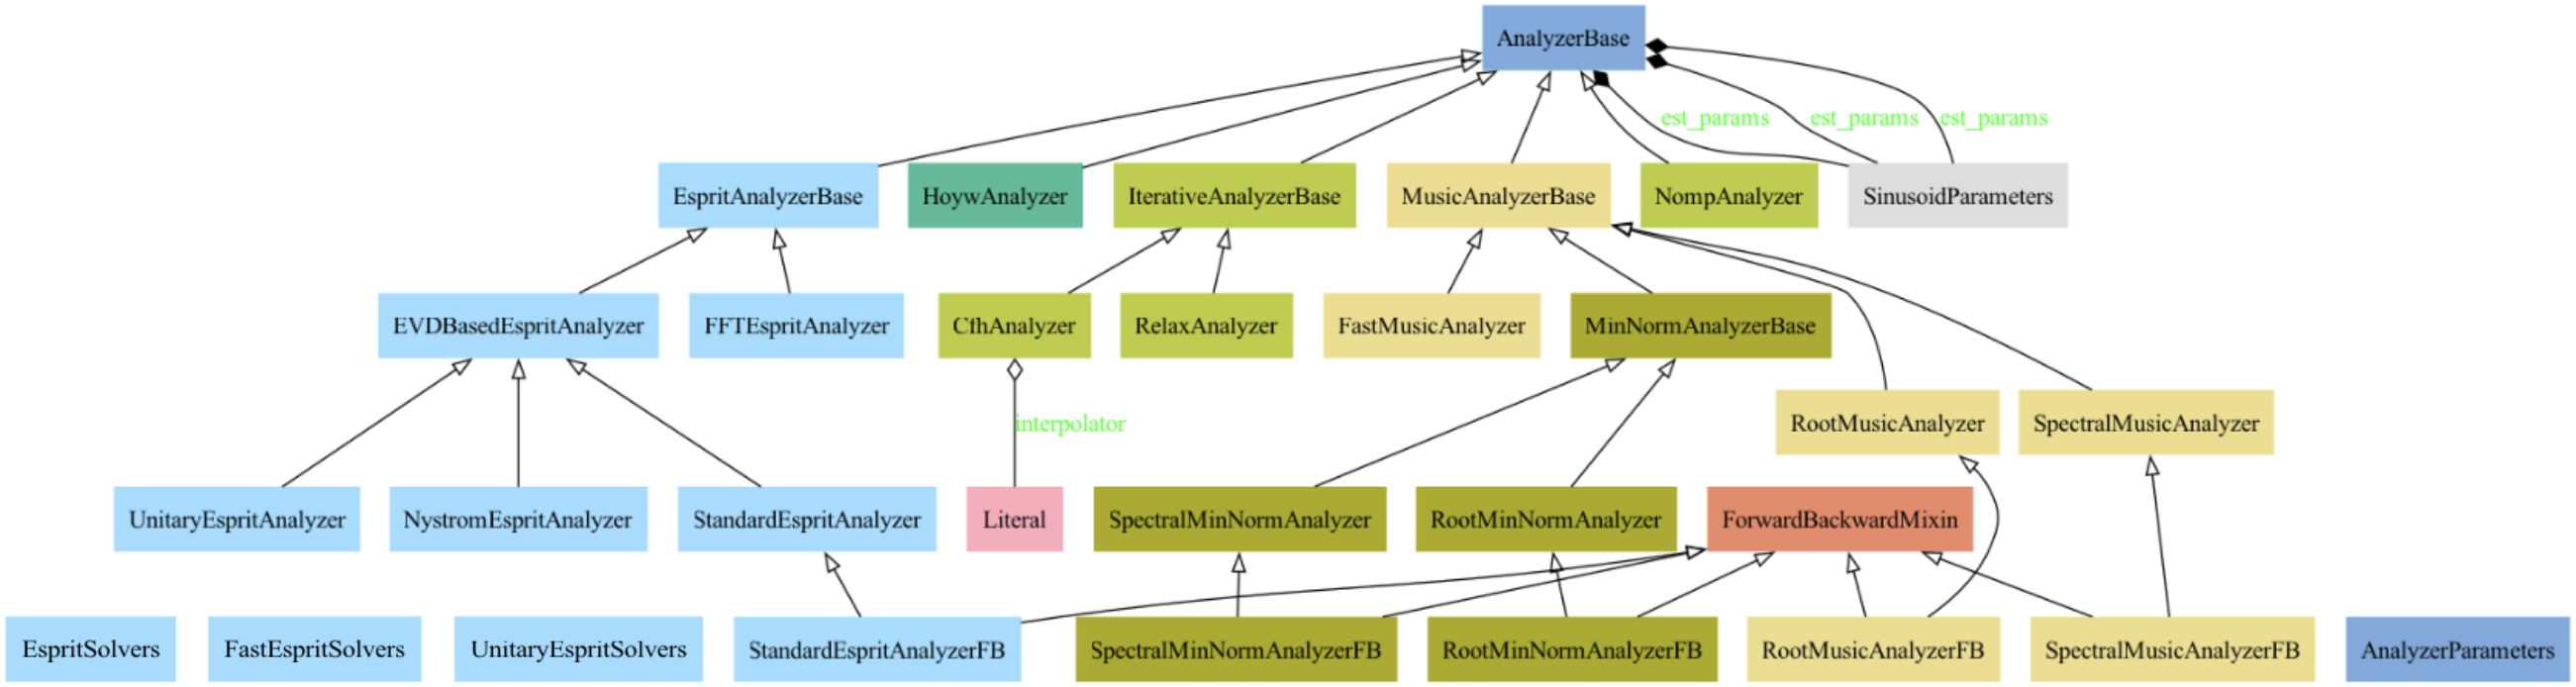 AnalyzerBase
est_params
est_params
est_params
EspritAnalyzerBase
HoywAnalyzer
IterativeAnalyzerBase
MusicAnalyzerBase
NompAnalyzer
SinusoidParameters
EVDBasedEspritAnalyzer
FFTEspritAnalyzer
CfhAnalyzer
RelaxAnalyzer
FastMusicAnalyzer
MinNormAnalyzerBase
interpolator
RootMusicAnalyzer
SpectralMusicAnalyzer
UnitaryEspritAnalyzer
NystromEspritAnalyzer
StandardEspritAnalyzer
Literal
SpectralMinNormAnalyzer
RootMinNormAnalyzer
ForwardBackwardMixin
EspritSolvers
FastEspritSolvers
UnitaryEspritSolvers
StandardEspritAnalyzerFB
SpectralMinNormAnalyzerFB
RootMinNormAnalyzerFB
RootMusicAnalyzerFB
SpectralMusicAnalyzerFB
AnalyzerParameters